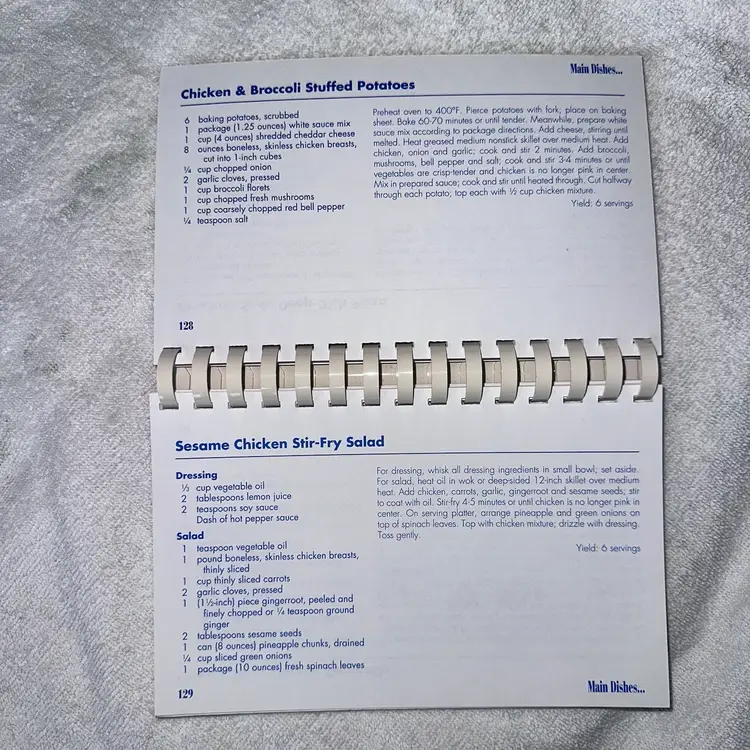 Main Dishes...
Chicken & Broccoli Stuffed Potatoes
6 baking potatoes, scrubbed
1 package (1.25 ounces) white sauce mix
1 cup (4 ounces) shredded cheddar cheese
8 ounces boneless, skinless chicken breasts,
cut into 1-inch cubes
¼ cup chopped onion
2 garlic cloves, pressed
1 cup broccoli florets
1 cup chopped fresh mushrooms
1 cup coarsely chopped red bell pepper
¼ teaspoon salt
Preheat oven to 400°F. Pierce potatoes with fork; place on baking
sheet. Bake 60-70 minutes or until tender. Meanwhile, prepare white
sauce mix according to package directions. Add cheese, stirring until
melted. Heat greased medium nonstick skillet over medium heat. Add
chicken, onion and garlic; cook and stir 2 minutes. Add broccoli,
mushrooms, bell pepper and salt; cook and stir 3-4 minutes or until
vegetables are crisp-tender and chicken is no longer pink in center.
Mix in prepared sauce; cook and stir until heated through. Cut halfway
through each potato; top each with ½ cup chicken mixture.
Yield: 6 servings
128
Sesame Chicken Stir-Fry Salad
Dressing
⅓ cup vegetable oil
2 tablespoons lemon juice
2 teaspoons soy sauce
Dash of hot pepper sauce
Salad
1 teaspoon vegetable oil
1 pound boneless, skinless chicken breasts,
thinly sliced
1 cup thinly sliced carrots
2 garlic cloves, pressed
1 (1½-inch) piece gingerroot, peeled and
finely chopped or ¼ teaspoon ground
ginger
2 tablespoons sesame seeds
1 can (8 ounces) pineapple chunks, drained
¼ cup sliced green onions
1 package (10 ounces) fresh spinach leaves
For dressing, whisk all dressing ingredients in small bowl; set aside.
For salad, heat oil in wok or deep-sided 12-inch skillet over medium
heat. Add chicken, carrots, garlic, gingerroot and sesame seeds; stir
to coat with oil. Stir-fry 4-5 minutes or until chicken is no longer pink in
center. On serving platter, arrange pineapple and green onions on
top of spinach leaves. Top with chicken mixture; drizzle with dressing.
Toss gently.
Yield: 6 servings
129
Main Dishes...